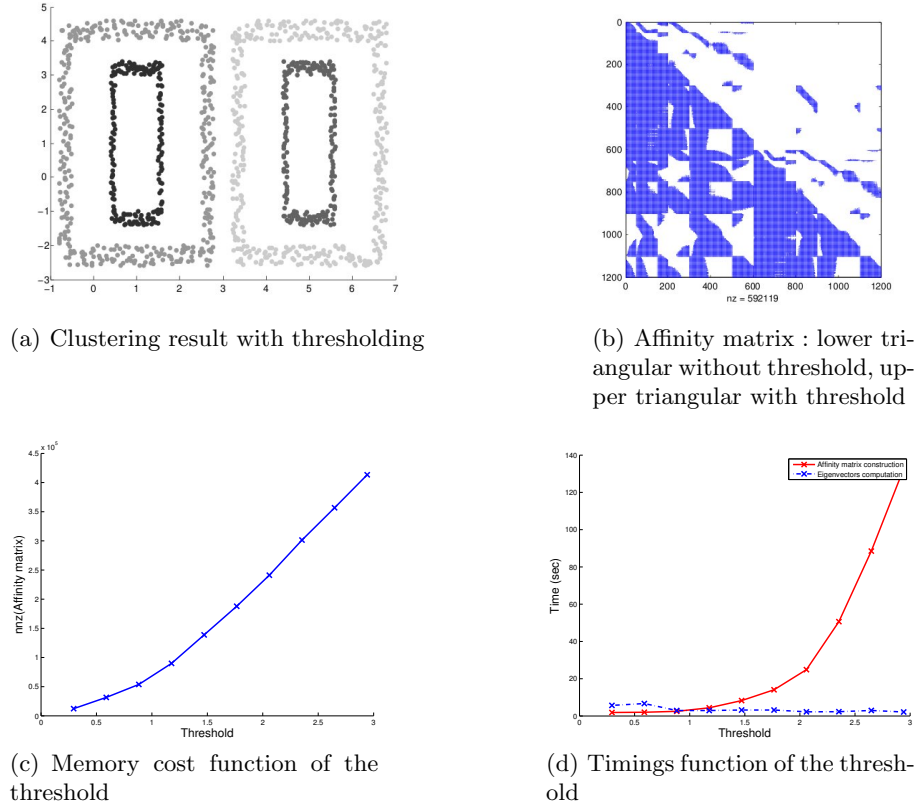 5
4
3
2
1
0
−1
−2
−3
−1 0 1 2 3 4 5 6 7
0
200
400
600
800
1000
1200
0 200 400 600 800 1000 1200
nz = 592119
(a) Clustering result with thresholding
(b) Affinity matrix : lower tri-
angular without threshold, up-
per triangular with threshold
x 10^5
4.5
4
3.5
3
2.5
2
1.5
1
0.5
0
0 0.5 1 1.5 2 2.5 3
nnz(Affinity matrix)
Threshold
140
120
100
80
60
40
20
0
0 0.5 1 1.5 2 2.5 3
Time (sec)
Threshold
Affinity matrix construction
Eigenvectors computation
(c) Memory cost function of the
threshold
(d) Timings function of the thresh-
old